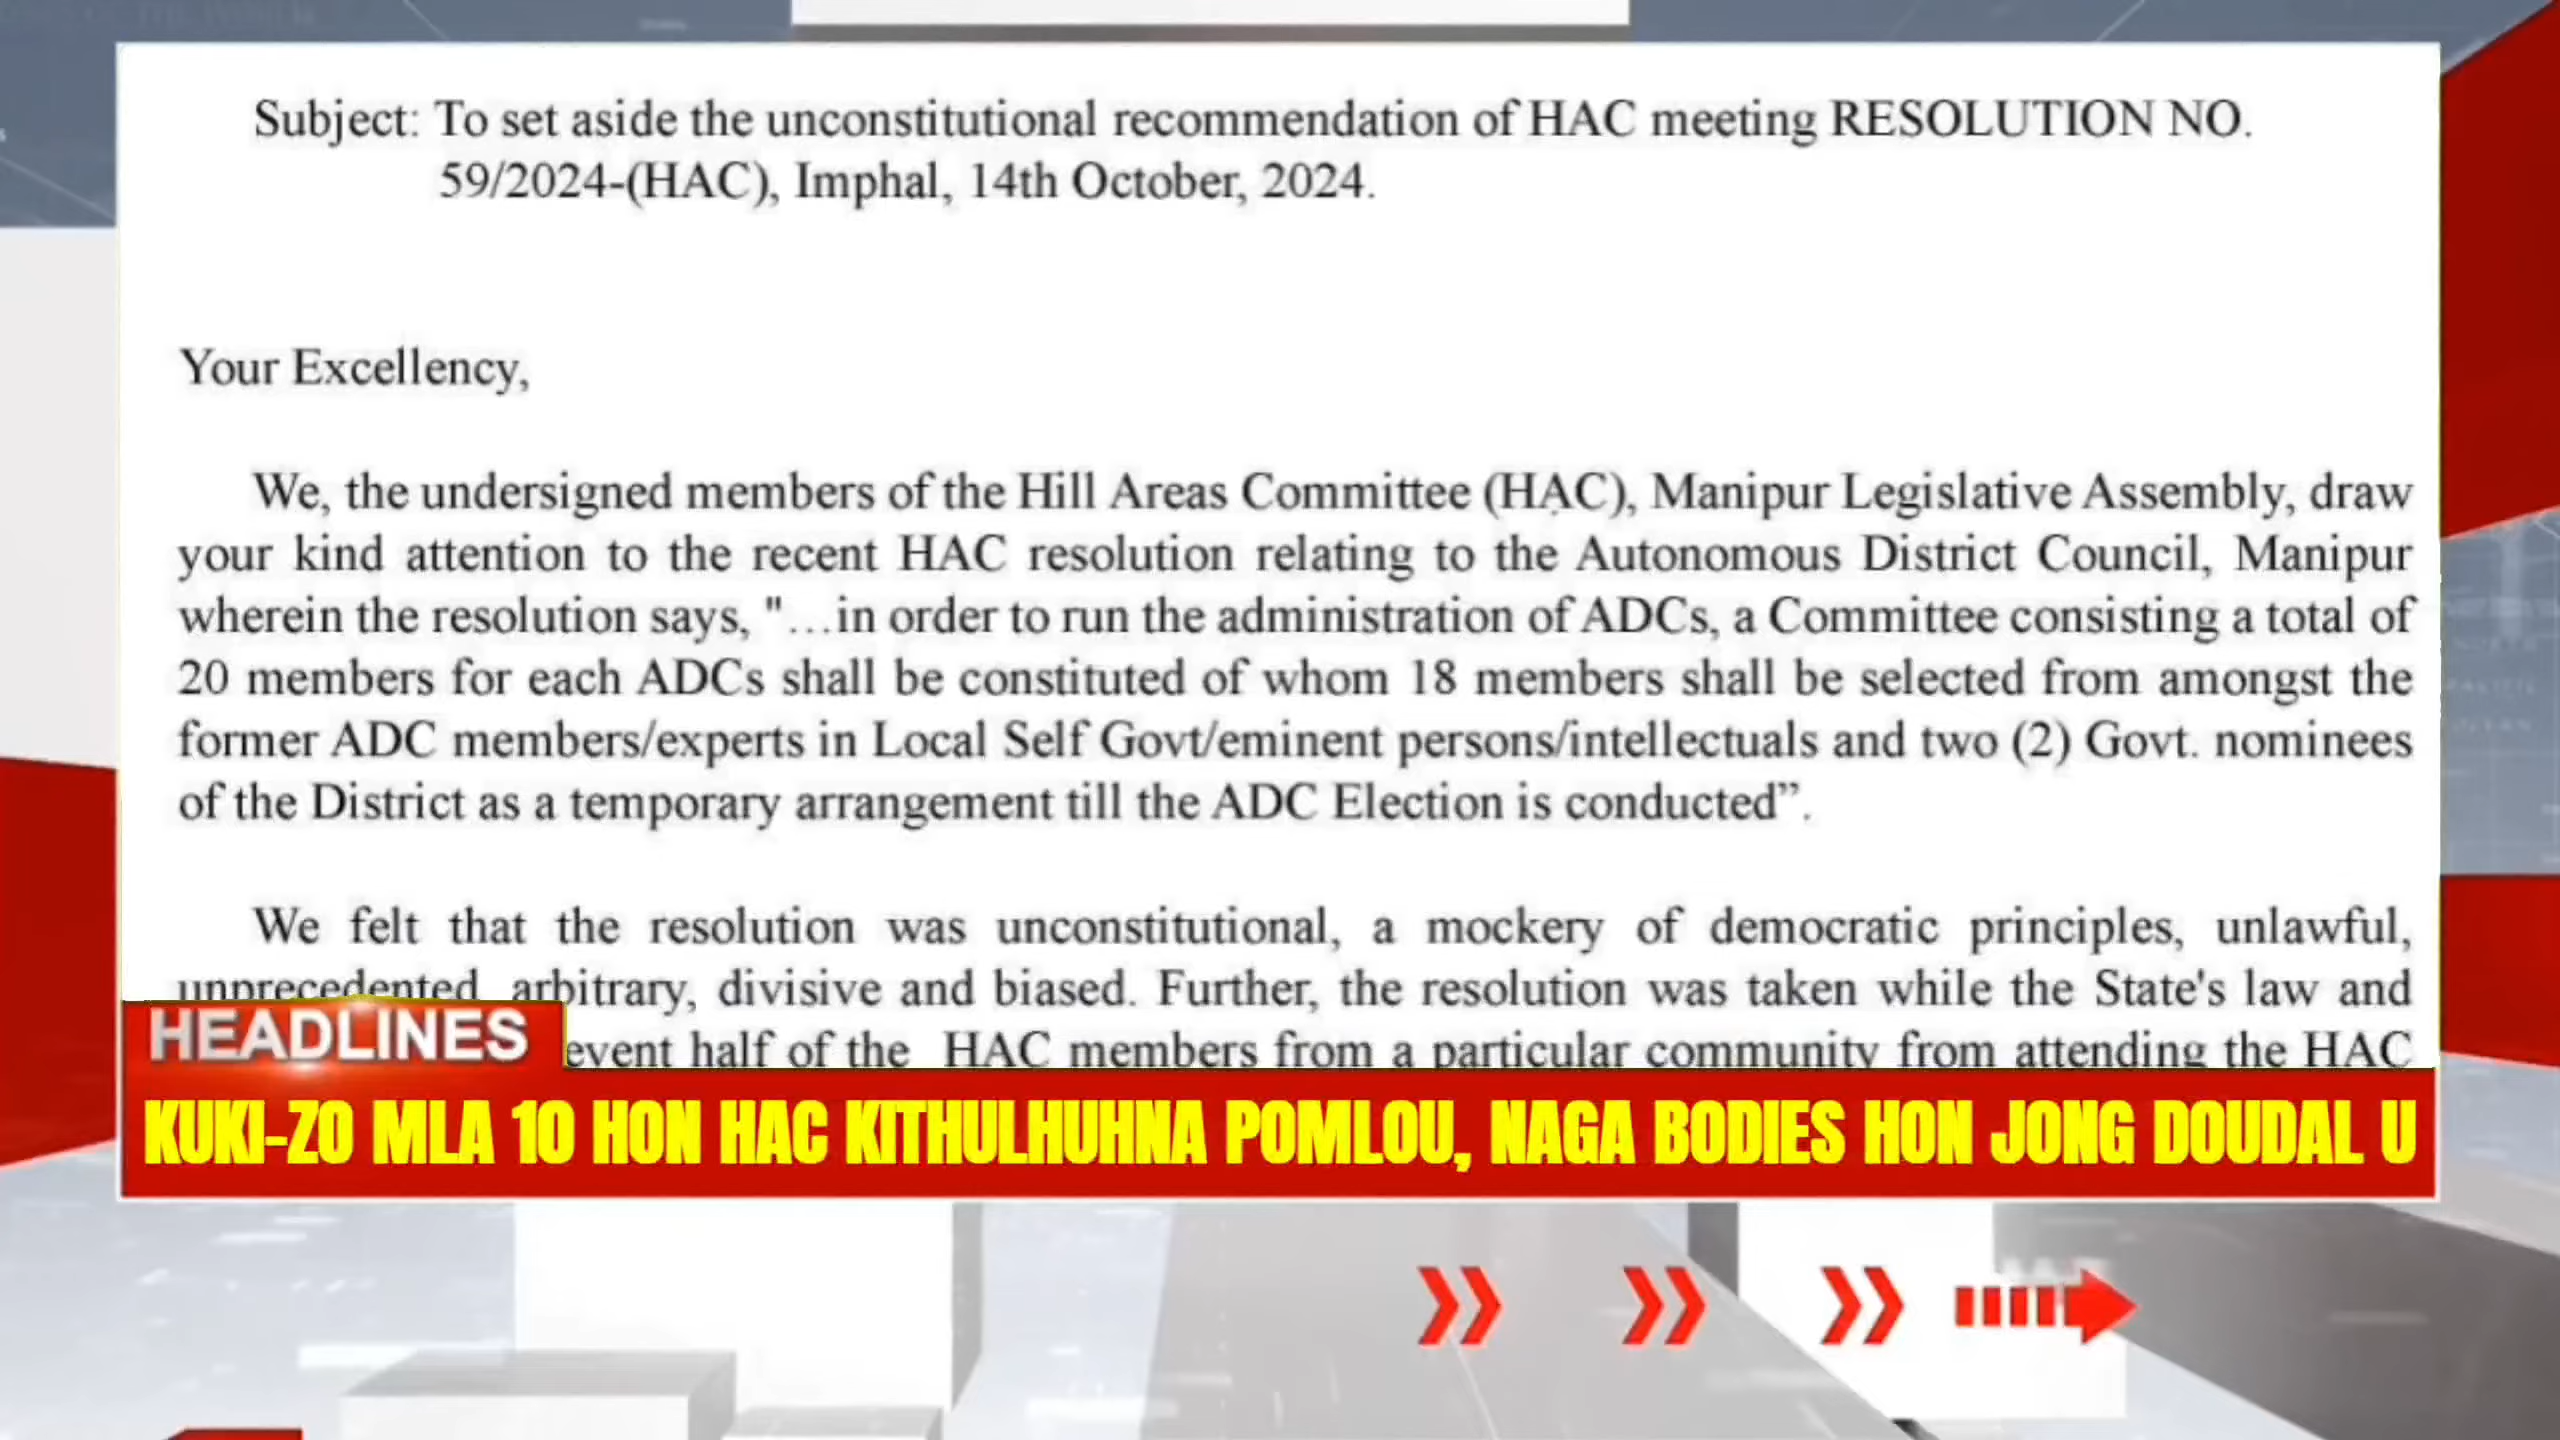 Subject: To set aside the unconstitutional recommendation of HAC meeting RESOLUTION NO.
59/2024-(HAC), Imphal, 14th October, 2024.
Your Excellency,
We, the undersigned members of the Hill Areas Committee (HAC), Manipur Legislative Assembly, draw
your kind attention to the recent HAC resolution relating to the Autonomous District Council, Manipur
wherein the resolution says, "...in order to run the administration of ADCs, a Committee consisting a total of
20 members for each ADCs shall be constituted of whom 18 members shall be selected from amongst the
former ADC members/experts in Local Self Govt/eminent persons/intellectuals and two (2) Govt. nominees
of the District as a temporary arrangement till the ADC Election is conducted”.
We felt that the resolution was unconstitutional, a mockery of democratic principles, unlawful,
unprecedented, arbitrary, divisive and biased. Further, the resolution was taken while the State's law and
event half of the HAC members from a particular community from attending the HAC
HEADLINES
KUKI-ZO MLA 10 HON HAC KITHULHUHNA POMLOU, NAGA BODIES HON JONG DOUDAL U